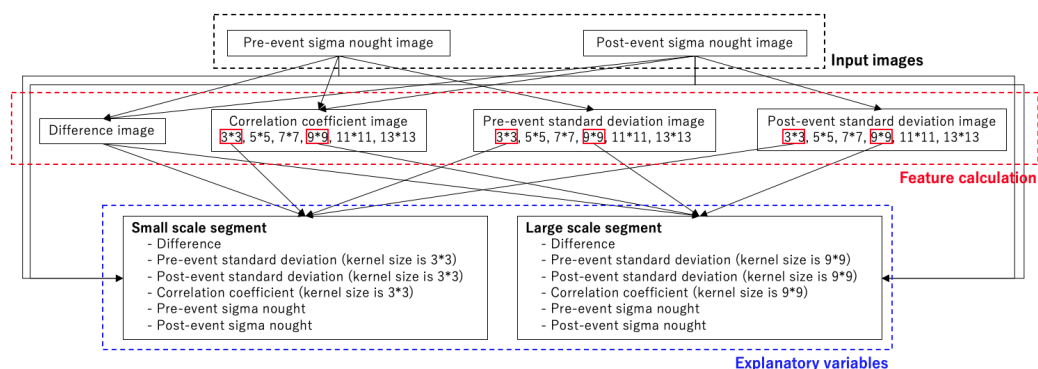 Pre-event sigma nought image
Post-event sigma nought image
Input images
Difference image
Correlation coefficient image
3*3, 5*5, 7*7, 9*9, 11*11, 13*13
Pre-event standard deviation image
3*3, 5*5, 7*7, 9*9, 11*11, 13*13
Post-event standard deviation image
3*3, 5*5, 7*7, 9*9, 11*11, 13*13
Feature calculation
Small scale segment
- Difference
- Pre-event standard deviation (kernel size is 3*3)
- Post-event standard deviation (kernel size is 3*3)
- Correlation coefficient (kernel size is 3*3)
- Pre-event sigma nought
- Post-event sigma nought
Large scale segment
- Difference
- Pre-event standard deviation (kernel size is 9*9)
- Post-event standard deviation (kernel size is 9*9)
- Correlation coefficient (kernel size is 9*9)
- Pre-event sigma nought
- Post-event sigma nought
Explanatory variables